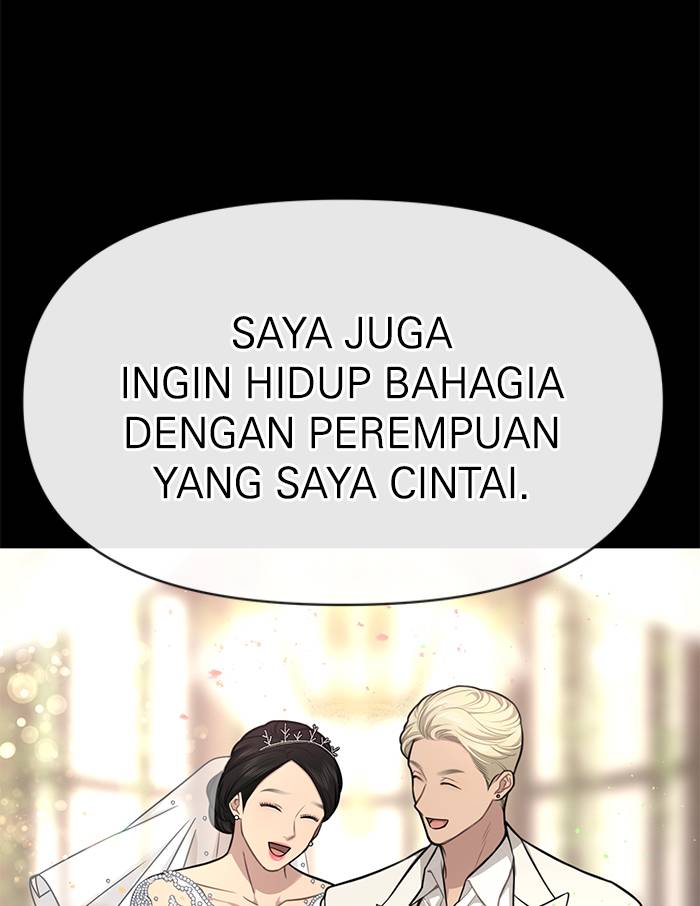 SAYA JUGA
INGIN HIDUP BAHAGIA
DENGAN PEREMPUAN
YANG SAYA CINTAI.